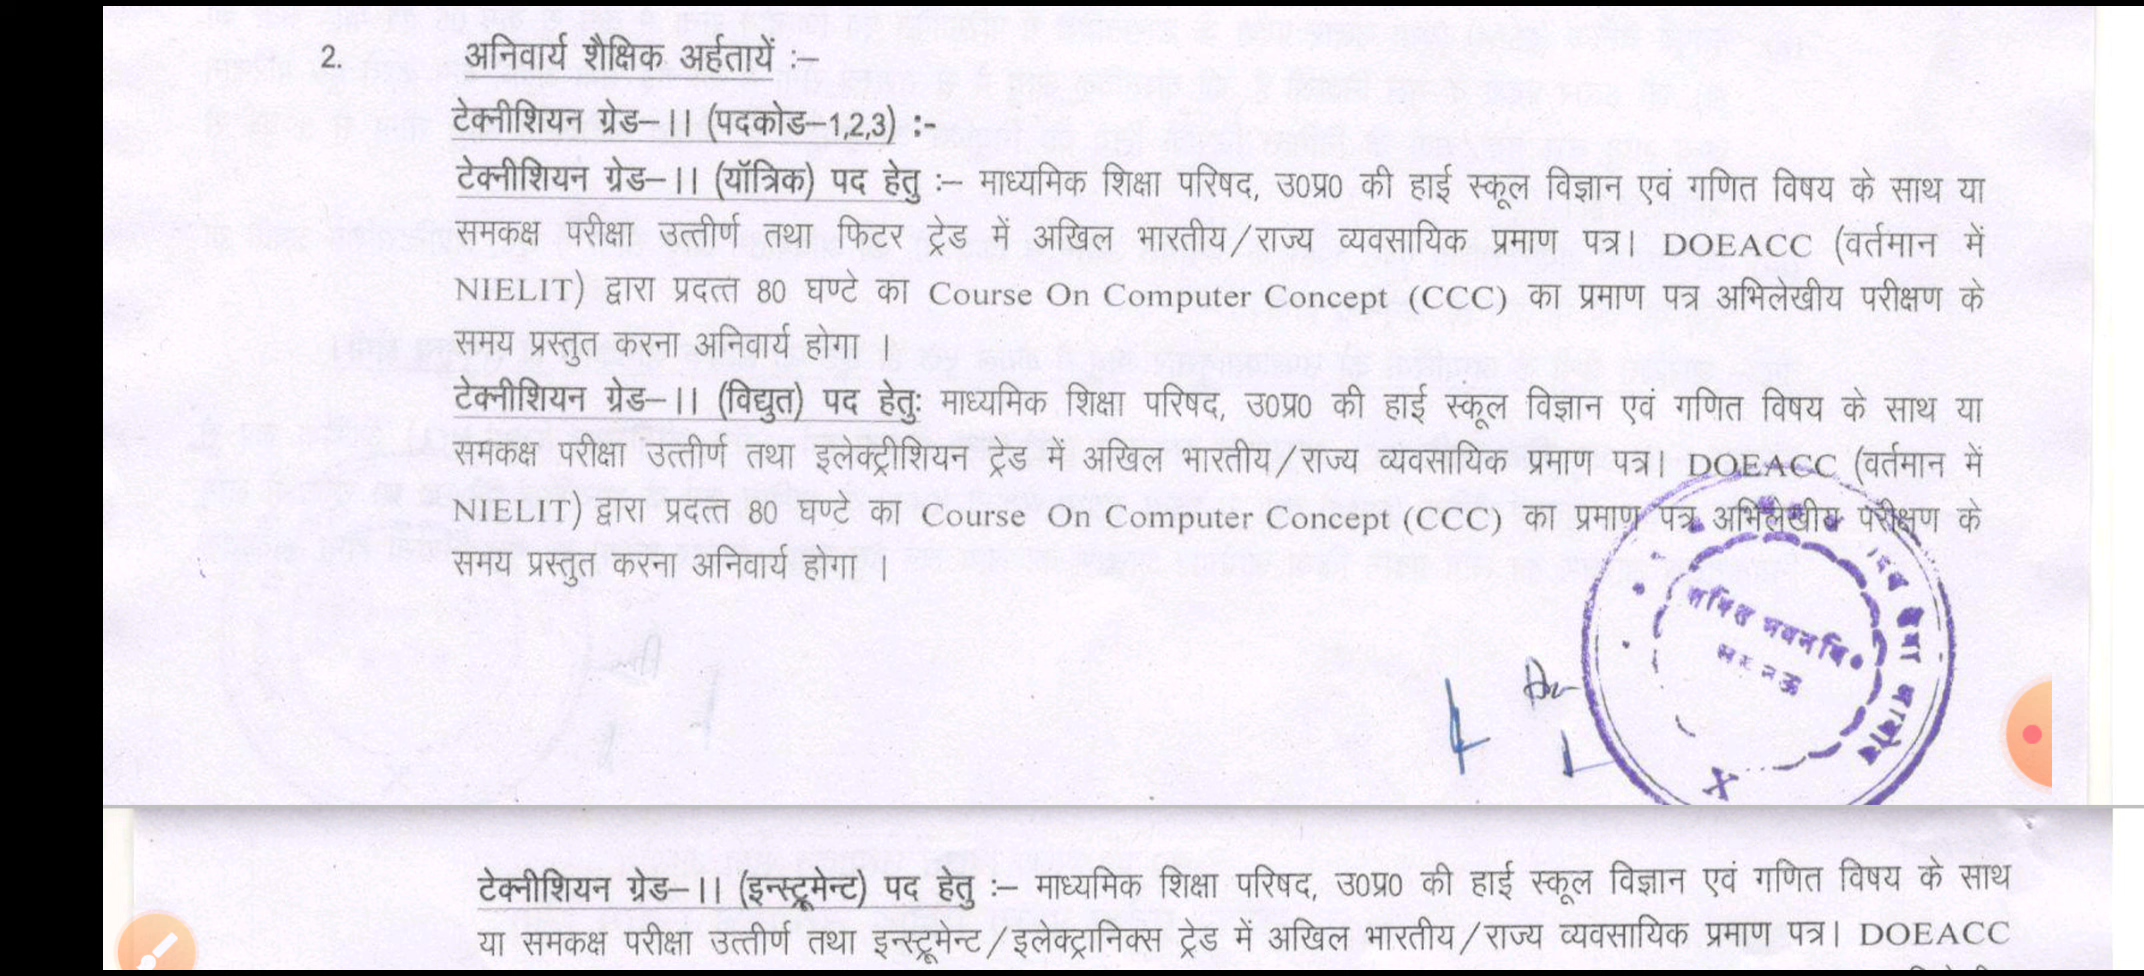 2. अनिवार्य शैक्षिक अर्हतायें :–
टेक्नीशियन ग्रेड–II (पदकोड–1,2,3) :-
टेक्नीशियन ग्रेड–II (यॉत्रिक) पद हेतु :– माध्यमिक शिक्षा परिषद, उ0प्र0 की हाई स्कूल विज्ञान एवं गणित विषय के साथ या
समकक्ष परीक्षा उत्तीर्ण तथा फिटर ट्रेड में अखिल भारतीय/राज्य व्यवसायिक प्रमाण पत्र। DOEACC (वर्तमान में
NIELIT) द्वारा प्रदत्त 80 घण्टे का Course On Computer Concept (CCC) का प्रमाण पत्र अभिलेखीय परीक्षण के
समय प्रस्तुत करना अनिवार्य होगा ।
टेक्नीशियन ग्रेड–II (विद्युत) पद हेतुः माध्यमिक शिक्षा परिषद, उ0प्र0 की हाई स्कूल विज्ञान एवं गणित विषय के साथ या
समकक्ष परीक्षा उत्तीर्ण तथा इलेक्ट्रीशियन ट्रेड में अखिल भारतीय/राज्य व्यवसायिक प्रमाण पत्र। DOEACC (वर्तमान में
NIELIT) द्वारा प्रदत्त 80 घण्टे का Course On Computer Concept (CCC) का प्रमाण पत्र अभिलेखीय परीक्षण के
समय प्रस्तुत करना अनिवार्य होगा ।
टेक्नीशियन ग्रेड–II (इन्स्ट्रूमेन्ट) पद हेतु :– माध्यमिक शिक्षा परिषद, उ0प्र0 की हाई स्कूल विज्ञान एवं गणित विषय के साथ
या समकक्ष परीक्षा उत्तीर्ण तथा इन्स्ट्रूमेन्ट/इलेक्ट्रानिक्स ट्रेड में अखिल भारतीय/राज्य व्यवसायिक प्रमाण पत्र। DOEACC